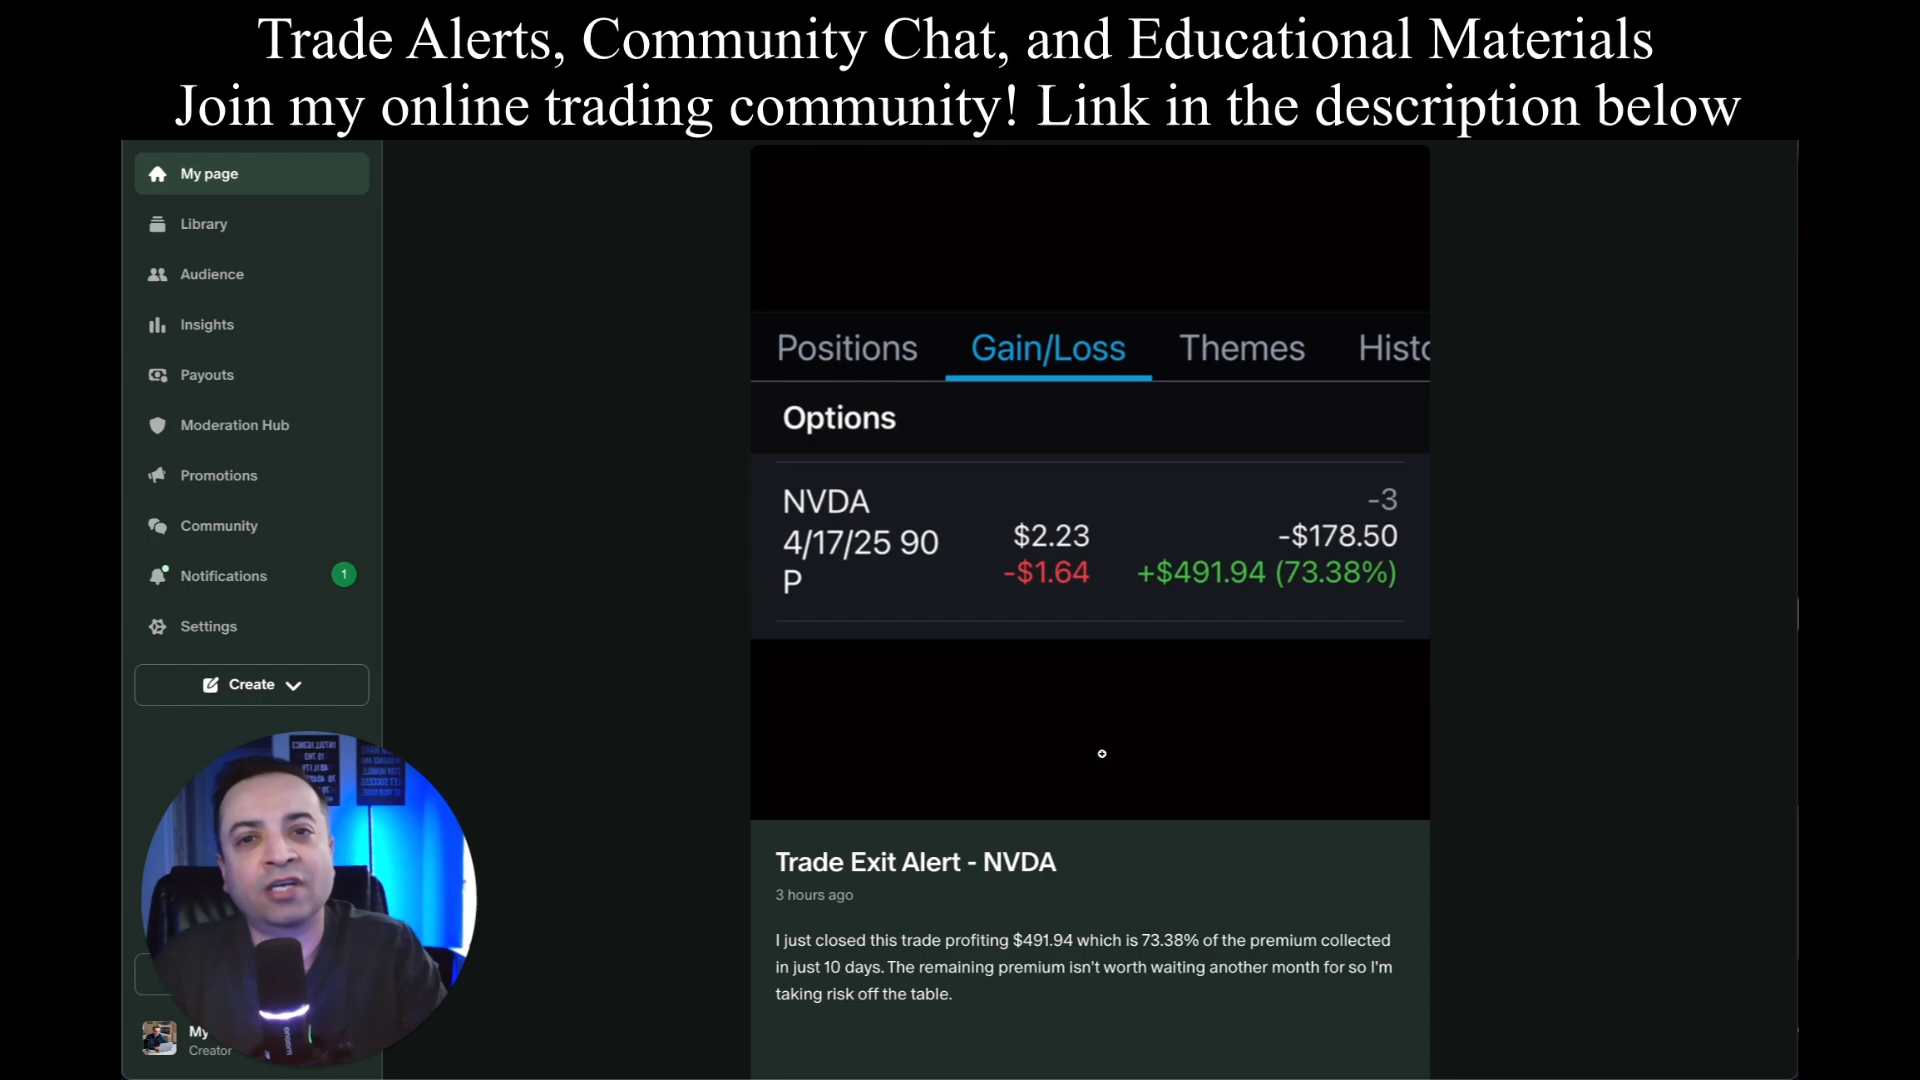 Trade Alerts, Community Chat, and Educational Materials
Join my online trading community! Link in the description below
My page
Library
Audience
Insights
Payouts
Moderation Hub
Promotions
Community
Notifications 1
Settings
Create
My
Creator
Positions Gain/Loss Themes Histo
Options
NVDA -3
4/17/25 90 $2.23 -$178.50
P -$1.64 +$491.94 (73.38%)
Trade Exit Alert - NVDA
3 hours ago
I just closed this trade profiting $491.94 which is 73.38% of the premium collected
in just 10 days. The remaining premium isn't worth waiting another month for so I'm
taking risk off the table.